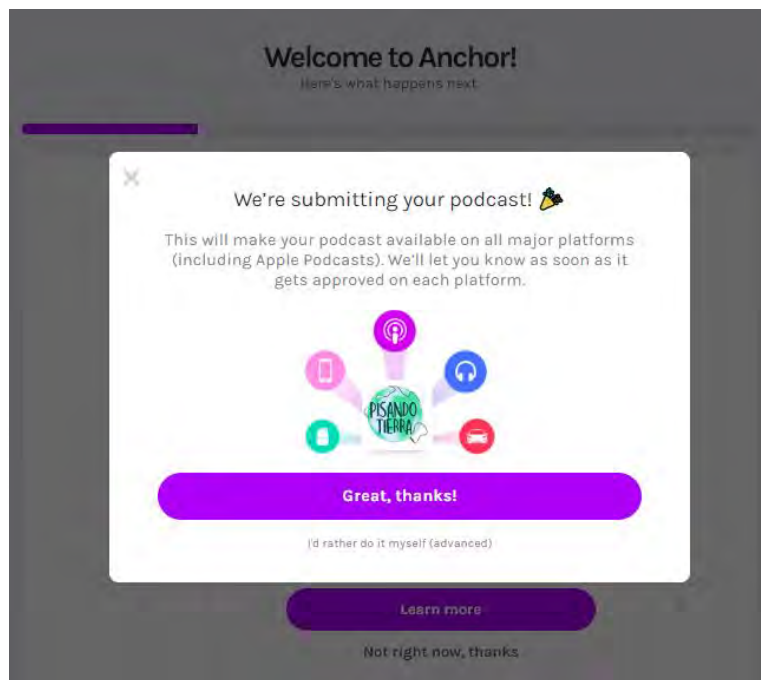 Welcome to Anchor!
Here's what happens next
We're submitting your podcast! 
This will make your podcast available on all major platforms
(including Apple Podcasts). We'll let you know as soon as it
gets approved on each platform.
PISANDO
TIERRA
Great, thanks!
I'd rather do it myself (advanced)
Learn more
Not right now, thanks